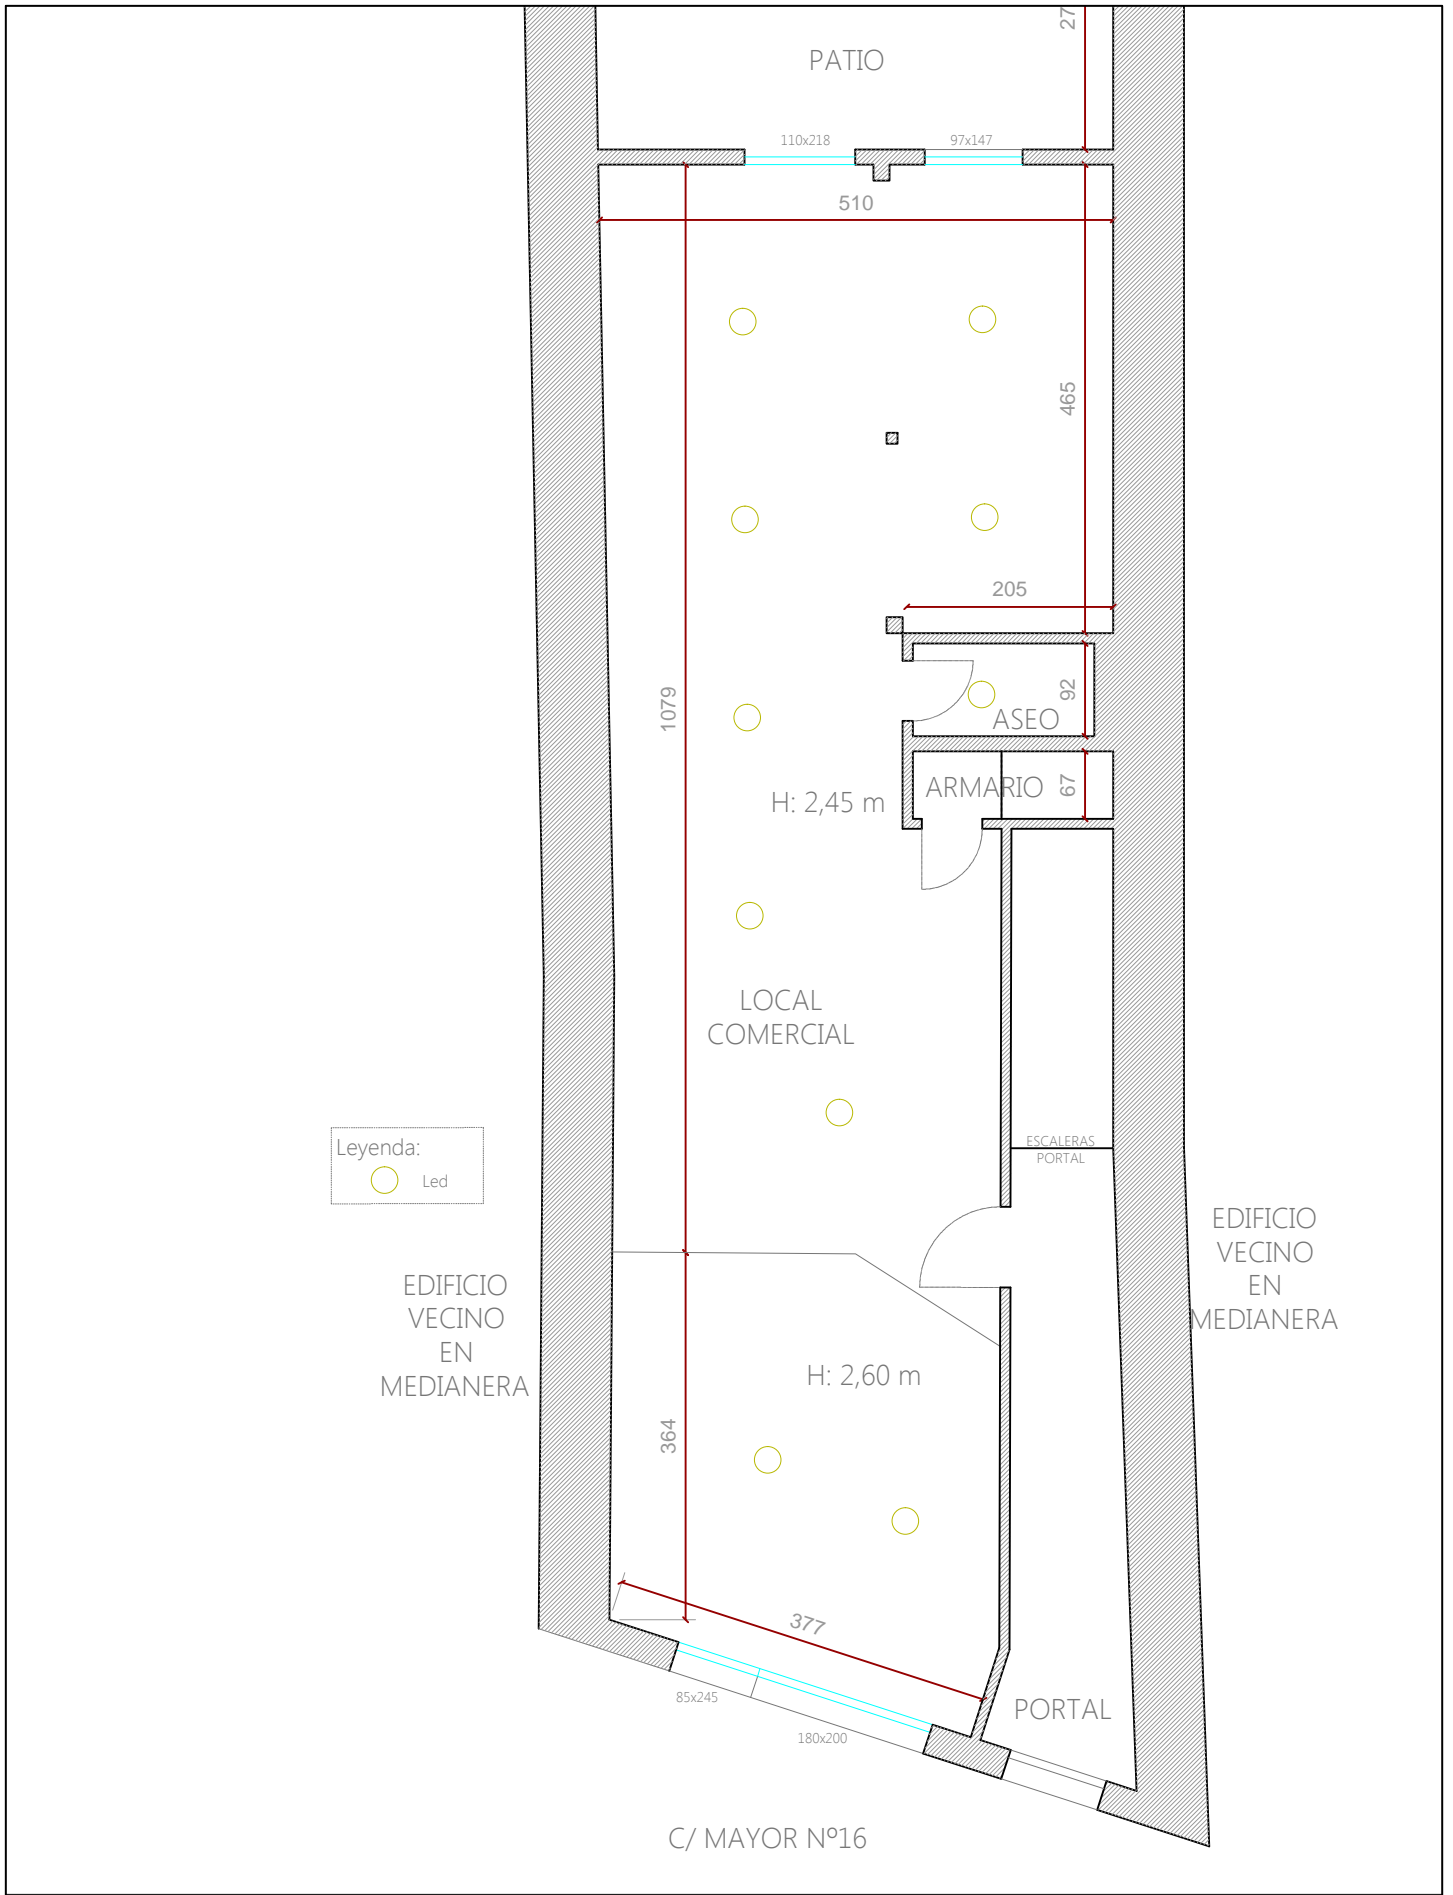 27
PATIO
110x218
97x147
510
465
205
1079
92
ASEO
ARMARIO
67
H: 2,45 m
LOCAL
COMERCIAL
Leyenda:
Led
ESCALERAS
PORTAL
EDIFICIO
VECINO
EN
MEDIANERA
EDIFICIO
VECINO
EN
MEDIANERA
H: 2,60 m
364
377
85x245
180x200
PORTAL
C/ MAYOR Nº16